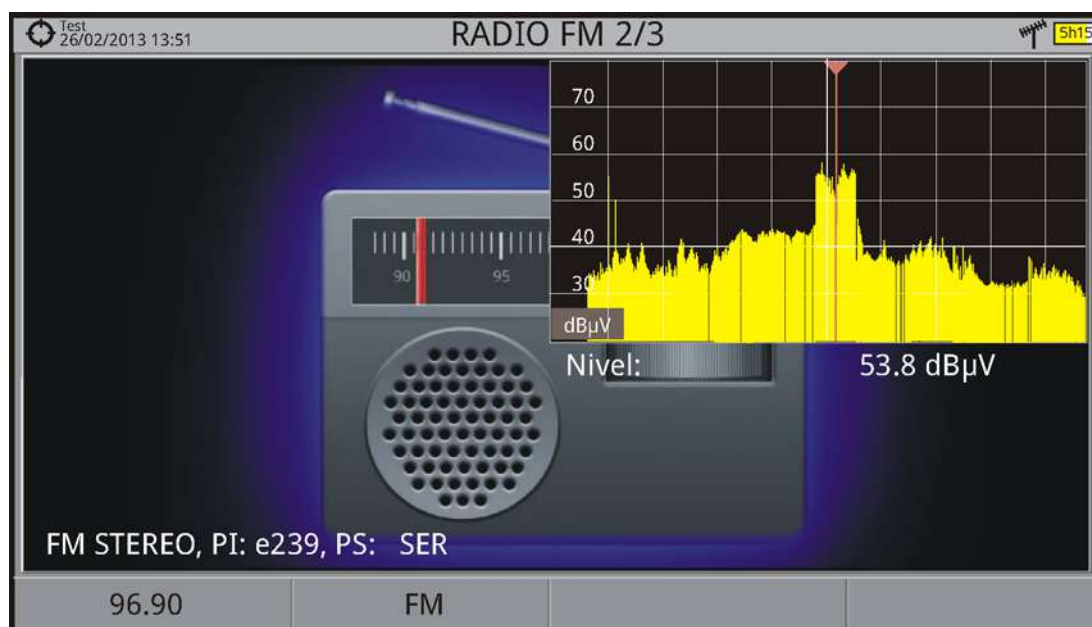 Test
26/02/2013 13:51
RADIO FM 2/3
5h15
70
60
50
40
30
dBµV
90
95
Nivel:
53.8 dBµV
FM STEREO, PI: e239, PS: SER
96.90
FM